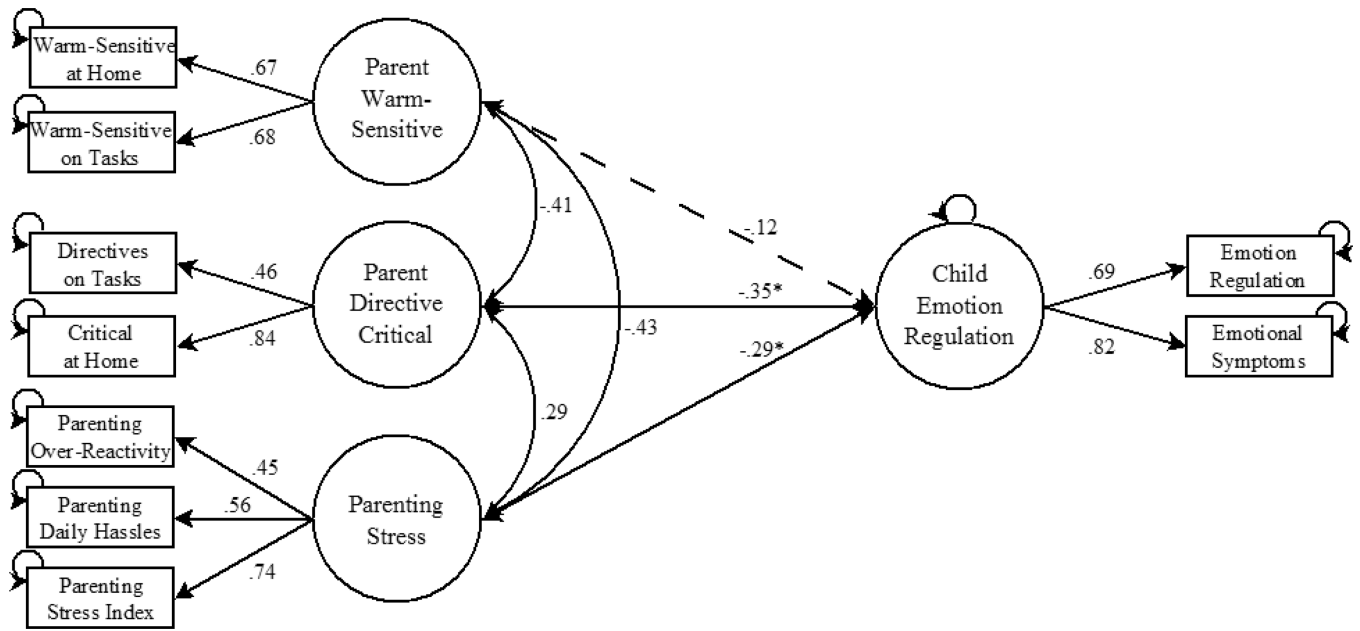 Warm-Sensitive
at Home
Warm-Sensitive
on Tasks
.67
.68
Parent
Warm-
Sensitive
Directives
on Tasks
Critical
at Home
.46
.84
Parent
Directive
Critical
Parenting
Over-Reactivity
Parenting
Daily Hassles
Parenting
Stress Index
.45
.56
.74
Parenting
Stress
-.41
-.43
.29
-.12
-.35*
-.29*
Child
Emotion
Regulation
.69
.82
Emotion
Regulation
Emotional
Symptoms